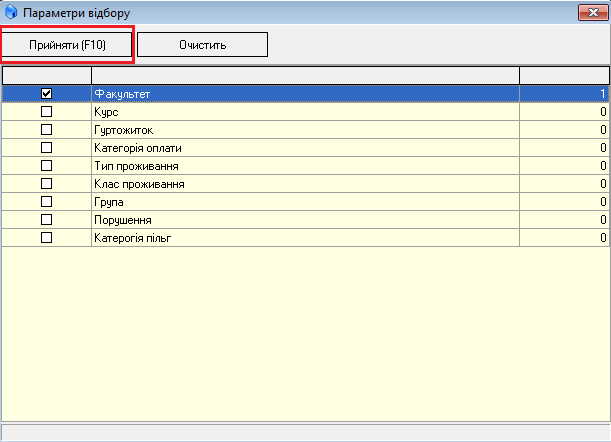 Параметри відбору
Прийняти (F10) Очистить
Факультет 1
Курс 0
Гуртожиток 0
Категорія оплати 0
Тип проживання 0
Клас проживання 0
Група 0
Порушення 0
Катерогія пільг 0